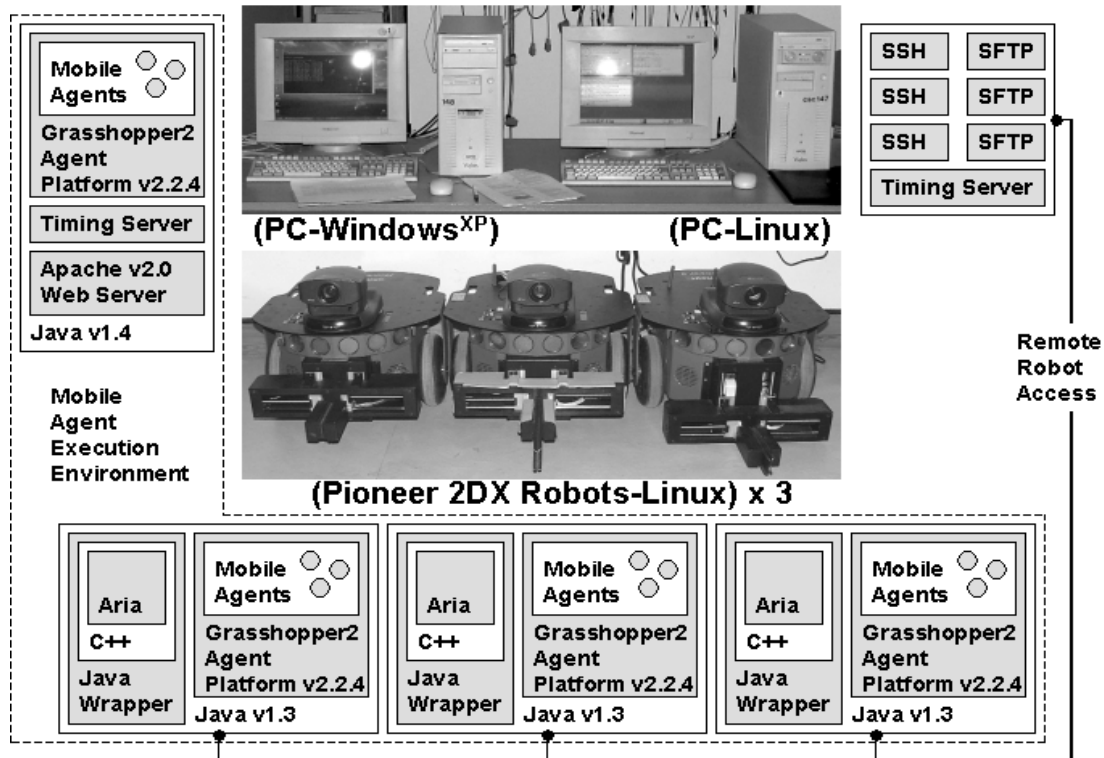 Mobile
Agents
Grasshopper2
Agent
Platform v2.2.4
Timing Server
Apache v2.0
Web Server
Java v1.4
Mobile
Agent
Execution
Environment
148
OSC147
(PC-WindowsXP)
(PC-Linux)
SSH SFTP
SSH SFTP
SSH SFTP
Timing Server
Remote
Robot
Access
(Pioneer 2DX Robots-Linux) x 3
Aria
C++
Java
Wrapper
Mobile
Agents
Grasshopper2
Agent
Platform v2.2.4
Java v1.3
Aria
C++
Java
Wrapper
Mobile
Agents
Grasshopper2
Agent
Platform v2.2.4
Java v1.3
Aria
C++
Java
Wrapper
Mobile
Agents
Grasshopper2
Agent
Platform v2.2.4
Java v1.3